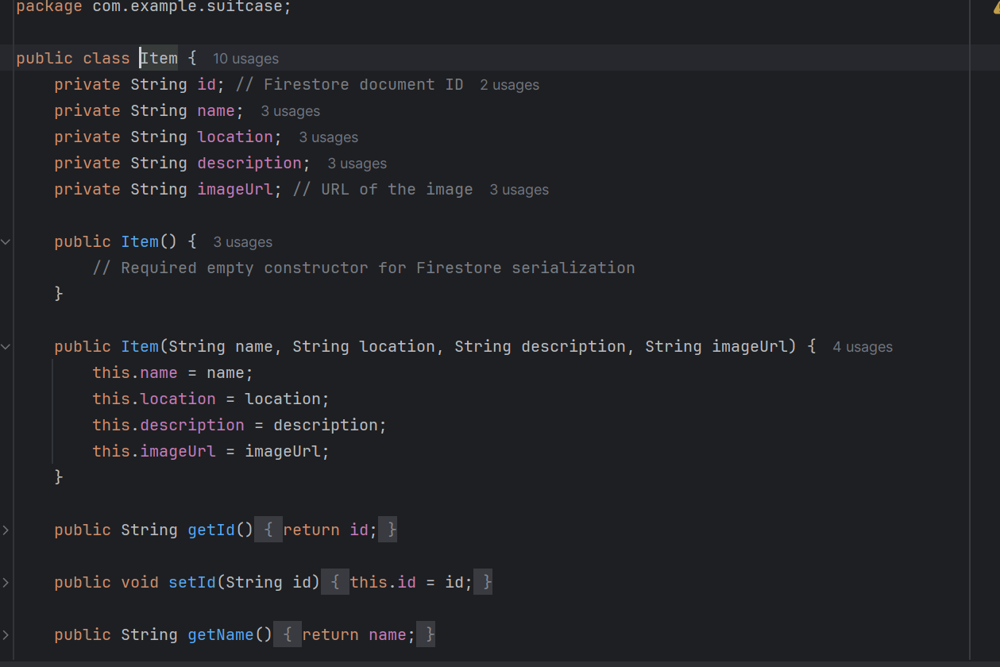 package com.example.suitcase;
public class Item { 10 usages
private String id; // Firestore document ID 2 usages
private String name; 3 usages
private String location; 3 usages
private String description; 3 usages
private String imageUrl; // URL of the image 3 usages
public Item() { 3 usages
// Required empty constructor for Firestore serialization
}
public Item(String name, String location, String description, String imageUrl) { 4 usages
this.name = name;
this.location = location;
this.description = description;
this.imageUrl = imageUrl;
}
public String getId() { return id; }
public void setId(String id) { this.id = id; }
public String getName() { return name; }